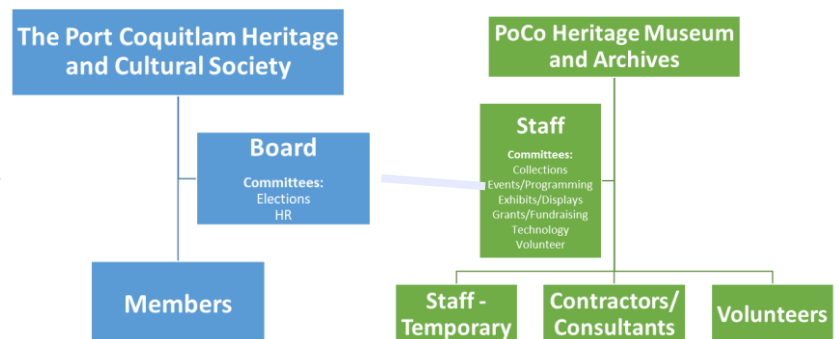 The Port Coquitlam Heritage
and Cultural Society
Board
Committees:
Elections
HR
Members
PoCo Heritage Museum
and Archives
Staff
Committees:
Collections
Events/Programming
Exhibits/Displays
Grants/Fundraising
Technology
Volunteer
Staff -
Temporary
Contractors/
Consultants
Volunteers